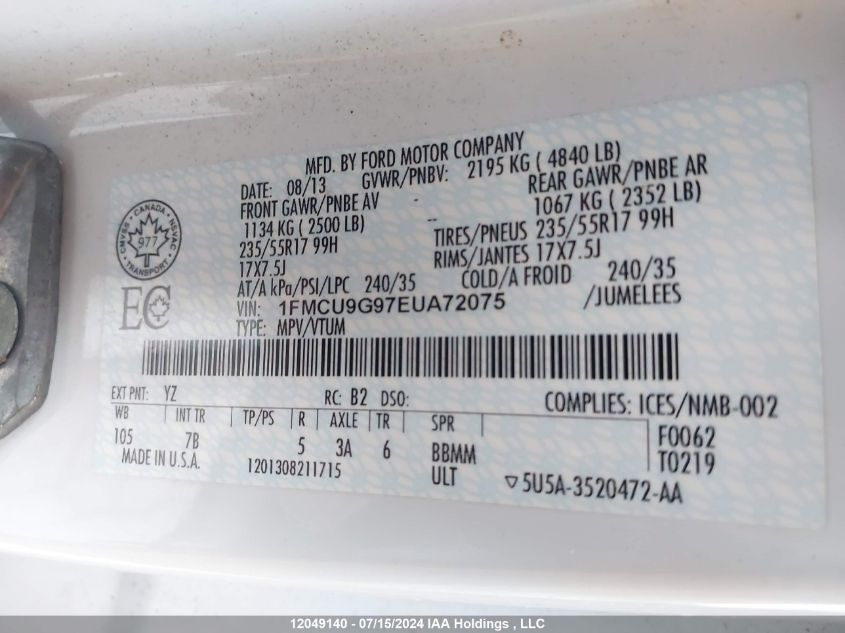 MFD. BY FORD MOTOR COMPANY
DATE: 08/13 GVWR/PNBV: 2195 KG ( 4840 LB)
FRONT GAWR/PNBE AV REAR GAWR/PNBE AR
1134 KG ( 2500 LB) 1067 KG ( 2352 LB)
235/55R17 99H TIRES/PNEUS 235/55R17 99H
17X7.5J RIMS/JANTES 17X7.5J
AT/A kPa/PSI/LPC 240/35 COLD/A FROID 240/35
VIN: 1FMCU9G97EUA72075 /JUMELEES
TYPE: MPV/VTUM
CANADA
CMVSS 977 NSVAC
TRANSPORT
EC
EXT PNT: YZ RC: B2 DSO: COMPLIES: ICES/NMB-002
WB INT TR TP/PS R AXLE TR SPR F0062
105 7B 5 3A 6 BBMM T0219
MADE IN U.S.A. 1201308211715 ULT ▽5U5A-3520472-AA
12049140 - 07/15/2024 IAA Holdings , LLC